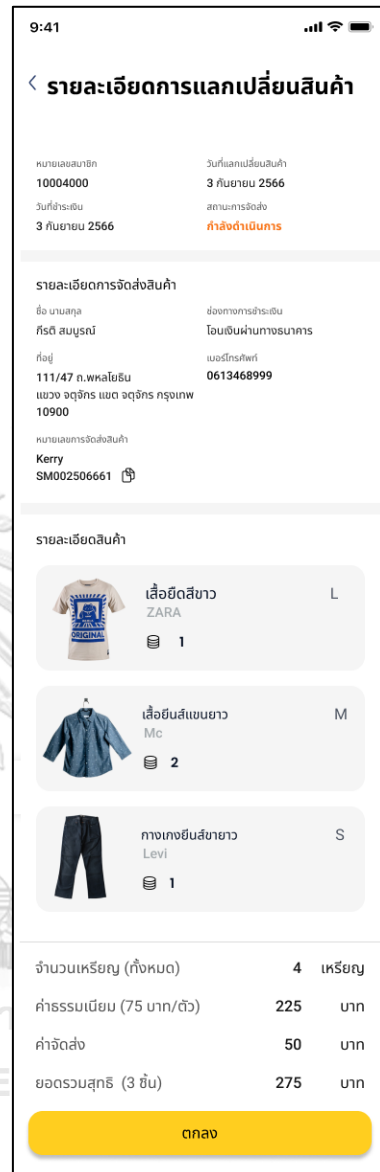 9:41
รายละเอียดการแลกเปลี่ยนสินค้า
หมายเลขสมาชิก
วันที่แลกเปลี่ยนสินค้า
10004000
3 กันยายน 2566
วันที่ชำระเงิน
สถานะการจัดส่ง
3 กันยายน 2566
กำลังดำเนินการ
รายละเอียดการจัดส่งสินค้า
ชื่อ นามสกุล
ช่องทางการชำระเงิน
กีรติ สมบูรณ์
โอนเงินผ่านทางธนาคาร
ที่อยู่
เบอร์โทรศัพท์
111/47 ถ.พหลโยธิน
0613468999
แขวง จตุจักร เขต จตุจักร กรุงเทพ
10900
หมายเลขการจัดส่งสินค้า
Kerry
SM002506661
รายละเอียดสินค้า
ORIGINAL
เสื้อยืดสีขาว
L
ZARA
1
เสื้อยีนส์แขนยาว
M
Mc
2
กางเกงยีนส์ขายาว
S
Levi
1
จำนวนเหรียญ (ทั้งหมด) 4 เหรียญ
ค่าธรรมเนียม (75 บาท/ตัว) 225 บาท
ค่าจัดส่ง 50 บาท
ยอดรวมสุทธิ (3 ชิ้น) 275 บาท
ตกลง